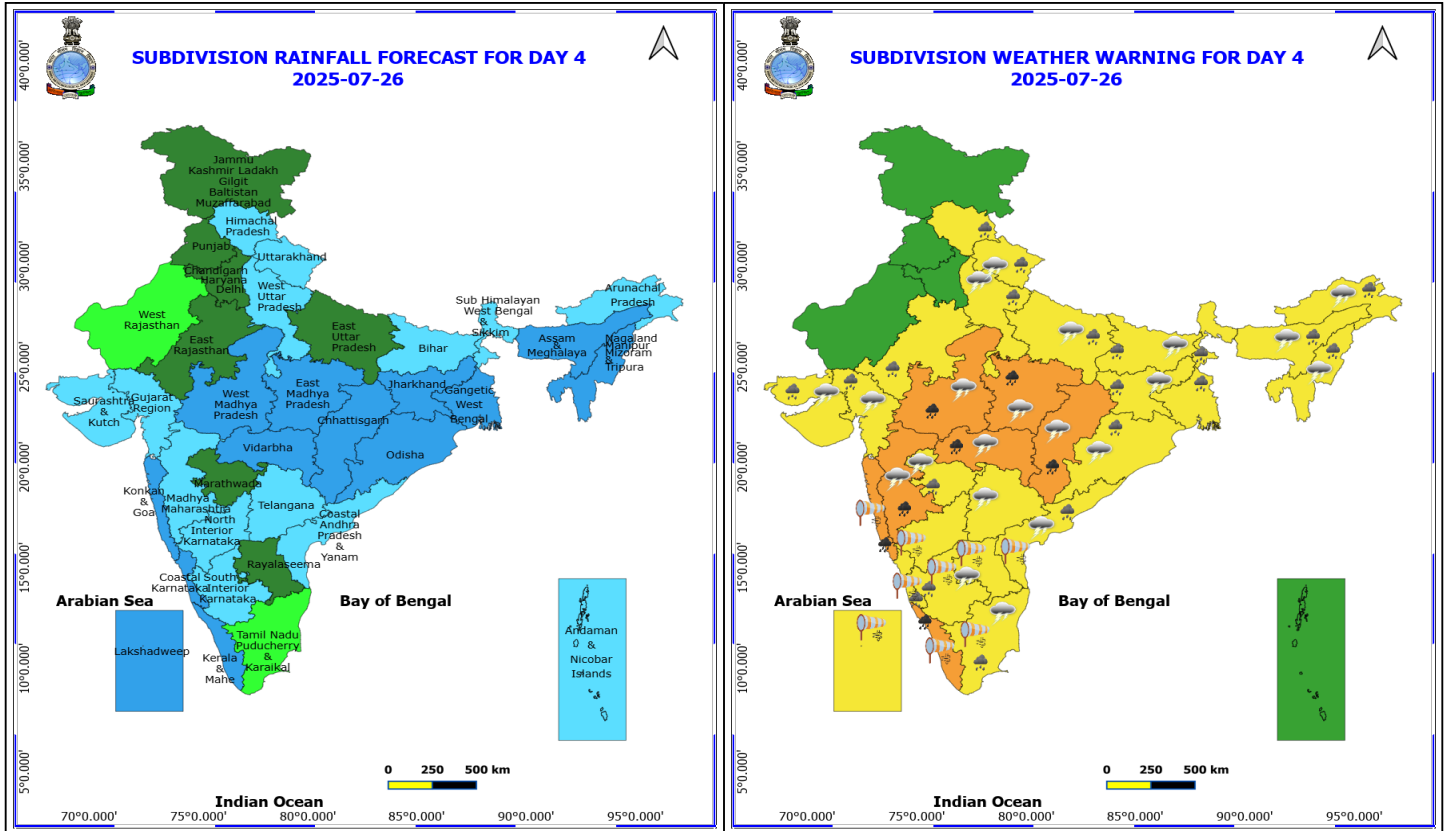 SUBDIVISION RAINFALL FORECAST FOR DAY 4
2025-07-26
40°0.000'
35°0.000'
30°0.000'
25°0.000'
20°0.000'
15°0.000'
10°0.000'
5°0.000'
Jammu
Kashmir Ladakh
Gilgit
Baltistan
Muzaffarabad
Himachal
Pradesh
Punjab
Uttarakhand
Chandigarh
Haryana
Delhi
West
Uttar
Pradesh
West
Rajasthan
East
Rajasthan
East
Uttar
Pradesh
Bihar
Sub Himalayan
West Bengal
&
Sikkim
Arunachal
Pradesh
Assam
&
Meghalaya
Nagaland
Manipur
Mizoram
&
Tripura
Saurashtra
&
Kutch
Gujarat
Region
West
Madhya
Pradesh
East
Madhya
Pradesh
Jharkhand
Gangetic
West
Bengal
Chhattisgarh
Vidarbha
Odisha
Konkan
&
Goa
Madhya
Maharashtra
Marathwada
Telangana
North
Interior
Karnataka
Coastal
Andhra
Pradesh
&
Yanam
Rayalaseema
Coastal
Karnataka
South
Interior
Karnataka
Arabian Sea
Bay of Bengal
Tamil Nadu
Puducherry
&
Karaikal
Kerala
&
Mahe
Lakshadweep
Andaman
&
Nicobar
Islands
0 250 500 km
Indian Ocean
70°0.000' 75°0.000' 80°0.000' 85°0.000' 90°0.000' 95°0.000'
SUBDIVISION WEATHER WARNING FOR DAY 4
2025-07-26
40°0.000'
35°0.000'
30°0.000'
25°0.000'
20°0.000'
15°0.000'
10°0.000'
5°0.000'
Arabian Sea
Bay of Bengal
0 250 500 km
Indian Ocean
70°0.000' 75°0.000' 80°0.000' 85°0.000' 90°0.000' 95°0.000'